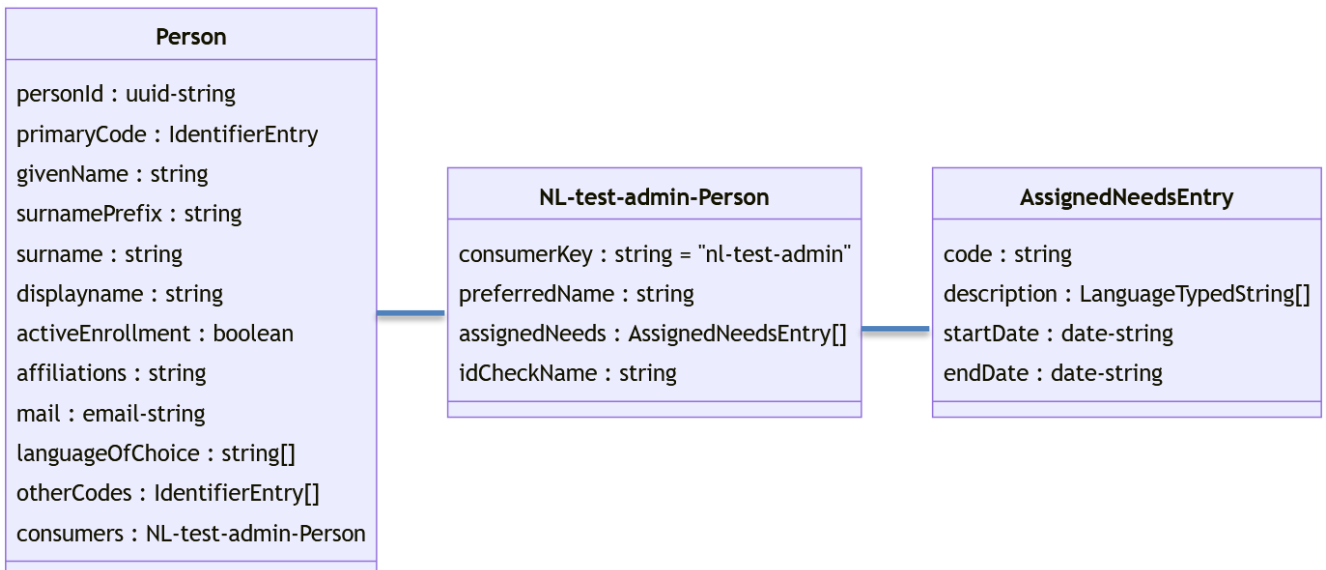 Person
personId : uuid-string
primaryCode : IdentifierEntry
givenName : string
surnamePrefix : string
surname : string
displayname : string
activeEnrollment : boolean
affiliations : string
mail : email-string
languageOfChoice : string[]
otherCodes : IdentifierEntry[]
consumers : NL-test-admin-Person
NL-test-admin-Person
consumerKey : string = "nl-test-admin"
preferredName : string
assignedNeeds : AssignedNeedsEntry[]
idCheckName : string
AssignedNeedsEntry
code : string
description : LanguageTypedString[]
startDate : date-string
endDate : date-string